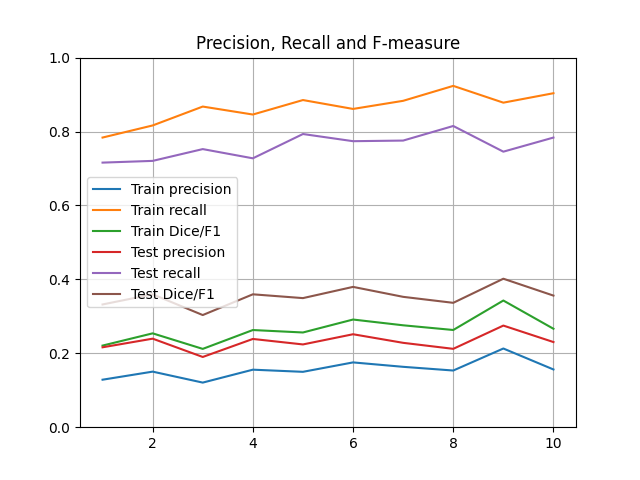 Precision, Recall and F-measure
1.0
0.8
0.6
0.4
0.2
0.0
Train precision
Train recall
Train Dice/F1
Test precision
Test recall
Test Dice/F1
2 4 6 8 10